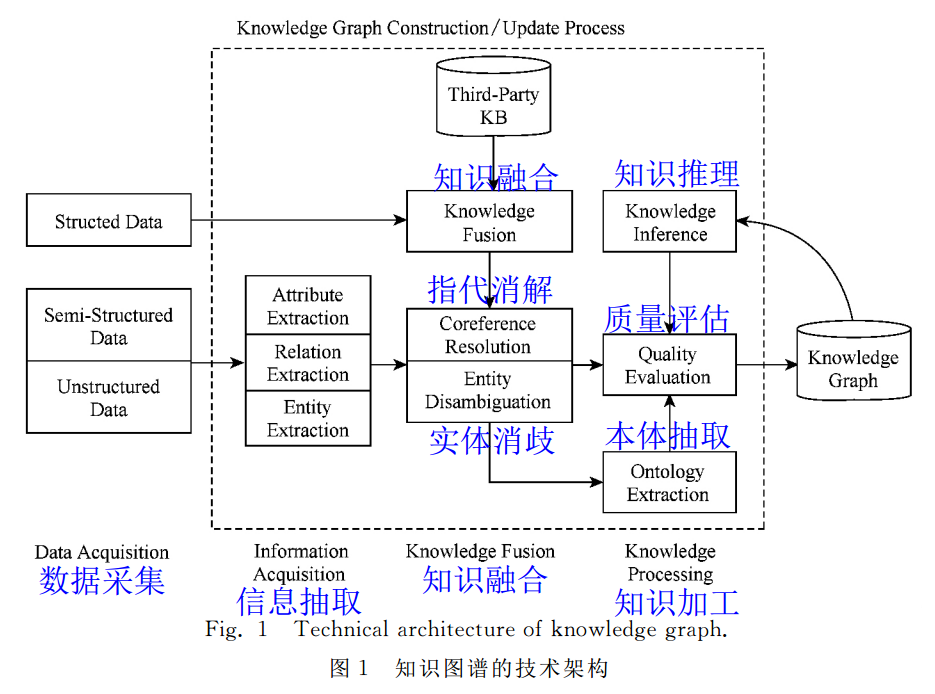 Knowledge Graph Construction/Update Process
Third-Party
KB
知识融合
知识推理
Structed Data
Knowledge
Fusion
Knowledge
Inference
指代消解
Attribute
Extraction
Semi-Structured
Data
Coreference
Resolution
质量评估
Relation
Extraction
Quality
Evaluation
Knowledge
Graph
Unstructured
Data
Entity
Disambiguation
Entity
Extraction
实体消歧
本体抽取
Ontology
Extraction
Data Acquisition
数据采集
Information
Acquisition
信息抽取
Knowledge Fusion
知识融合
Knowledge
Processing
知识加工
Fig. 1 Technical architecture of knowledge graph.
图 1 知识图谱的技术架构